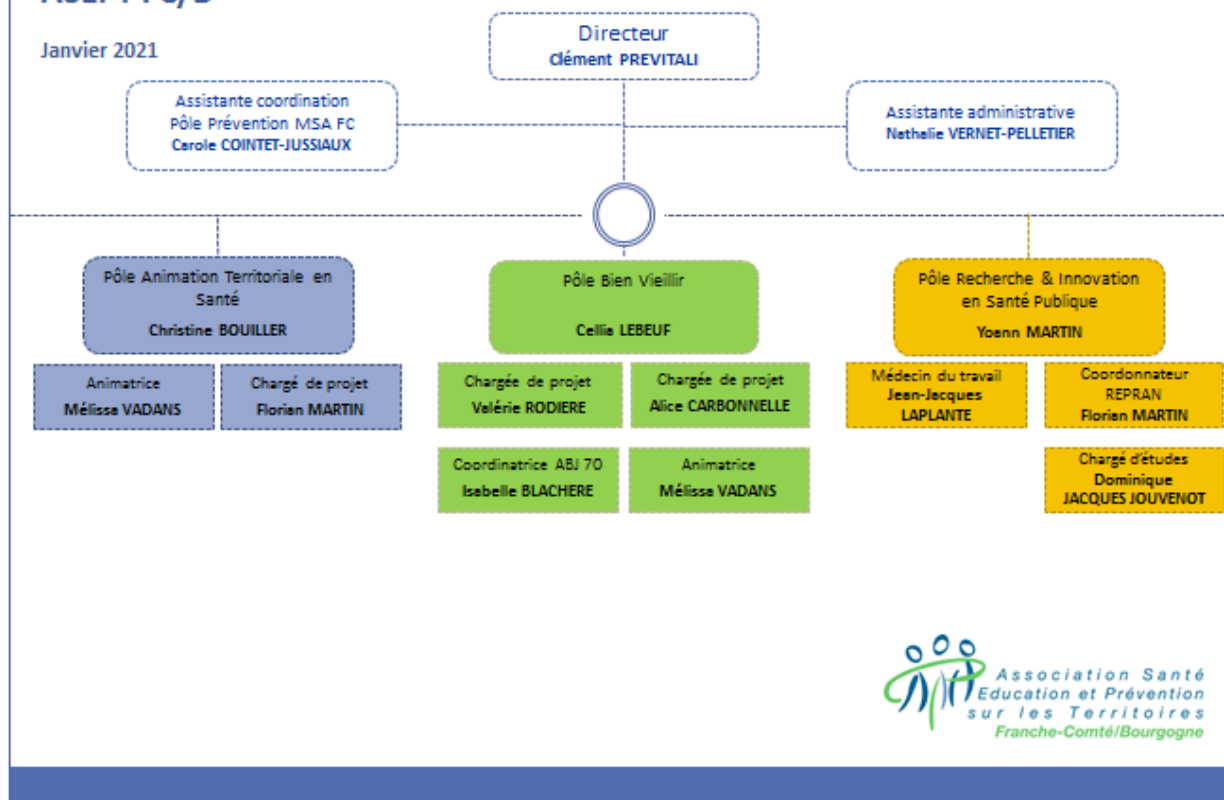 Janvier 2021
Directeur
Clément PREVITALI
Assistante coordination
Pôle Prévention MSA FC
Carole COINTET-JUSSIAUX
Assistante administrative
Nathalie VERNET-PELLETIER
Pôle Animation Territoriale en
Santé
Christine BOUILLER
Pôle Bien Vieillir
Cellia LEBEUF
Pôle Recherche & Innovation
en Santé Publique
Yoann MARTIN
Animatrice
Mélissa VADANS
Chargé de projet
Florian MARTIN
Chargée de projet
Valérie RODIERE
Chargée de projet
Alice CARBONNELLE
Médecin du travail
Jean-Jacques
LAPLANTE
Coordonnateur
REPRAN
Florian MARTIN
Coordinatrice ABJ 70
Isabelle BLACHERE
Animatrice
Mélissa VADANS
Chargé d'études
Dominique
JACQUES JOUVENOT
Association Santé
Education et Prévention
sur les Territoires
Franche-Comté/Bourgogne